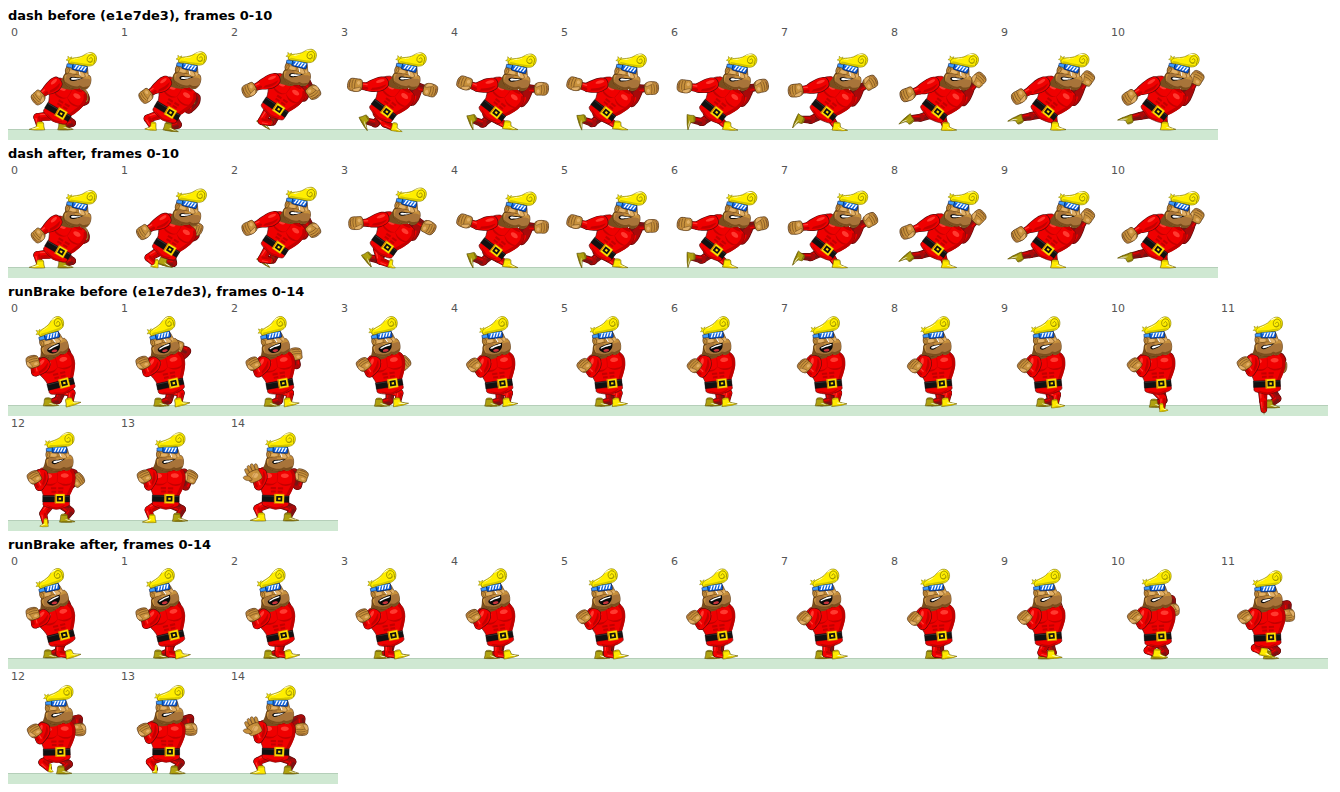 dash before (e1e7de3), frames 0-10
0 1 2 3 4 5 6 7 8 9 10
dash after, frames 0-10
0 1 2 3 4 5 6 7 8 9 10
runBrake before (e1e7de3), frames 0-14
0 1 2 3 4 5 6 7 8 9 10 11
12 13 14
runBrake after, frames 0-14
0 1 2 3 4 5 6 7 8 9 10 11
12 13 14